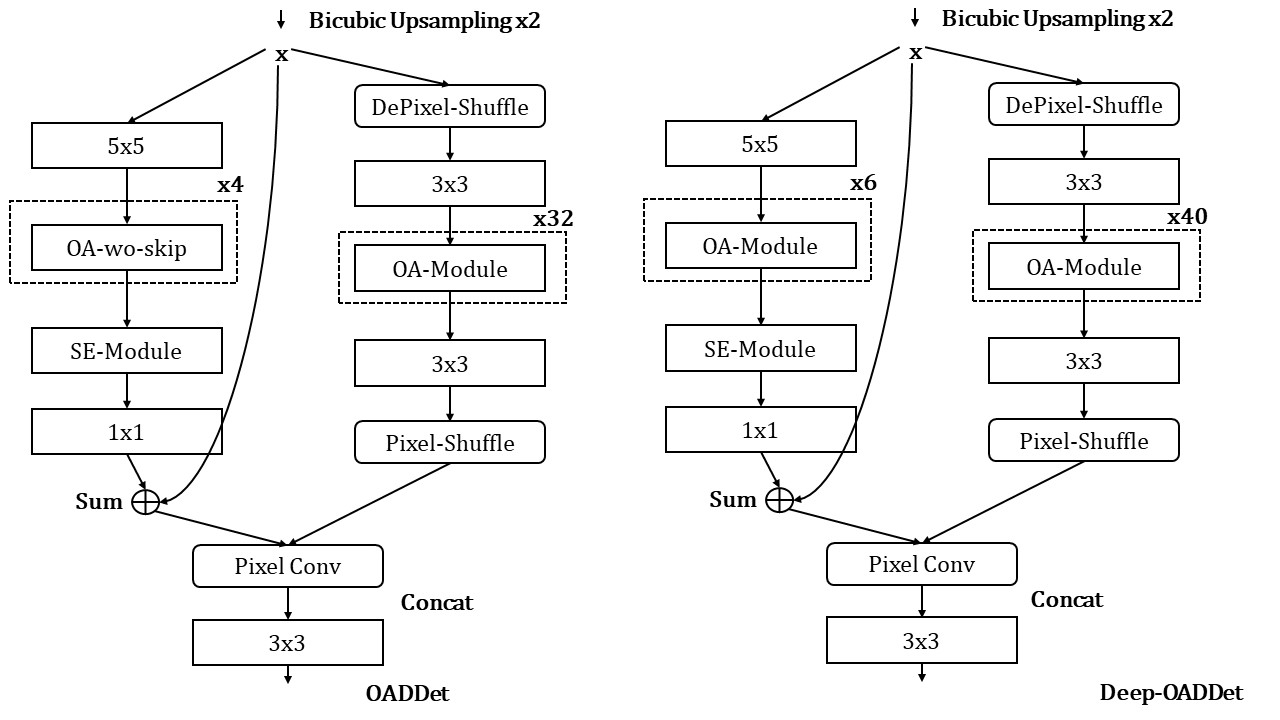 Bicubic Upsampling x2
x
DePixel-Shuffle
5x5
3x3
x4
x32
OA-wo-skip
OA-Module
SE-Module
3x3
1x1
Pixel-Shuffle
Sum
Pixel Conv
Concat
3x3
OADDet
Bicubic Upsampling x2
x
DePixel-Shuffle
5x5
3x3
x6
x40
OA-Module
OA-Module
SE-Module
3x3
1x1
Pixel-Shuffle
Sum
Pixel Conv
Concat
3x3
Deep-OADDet